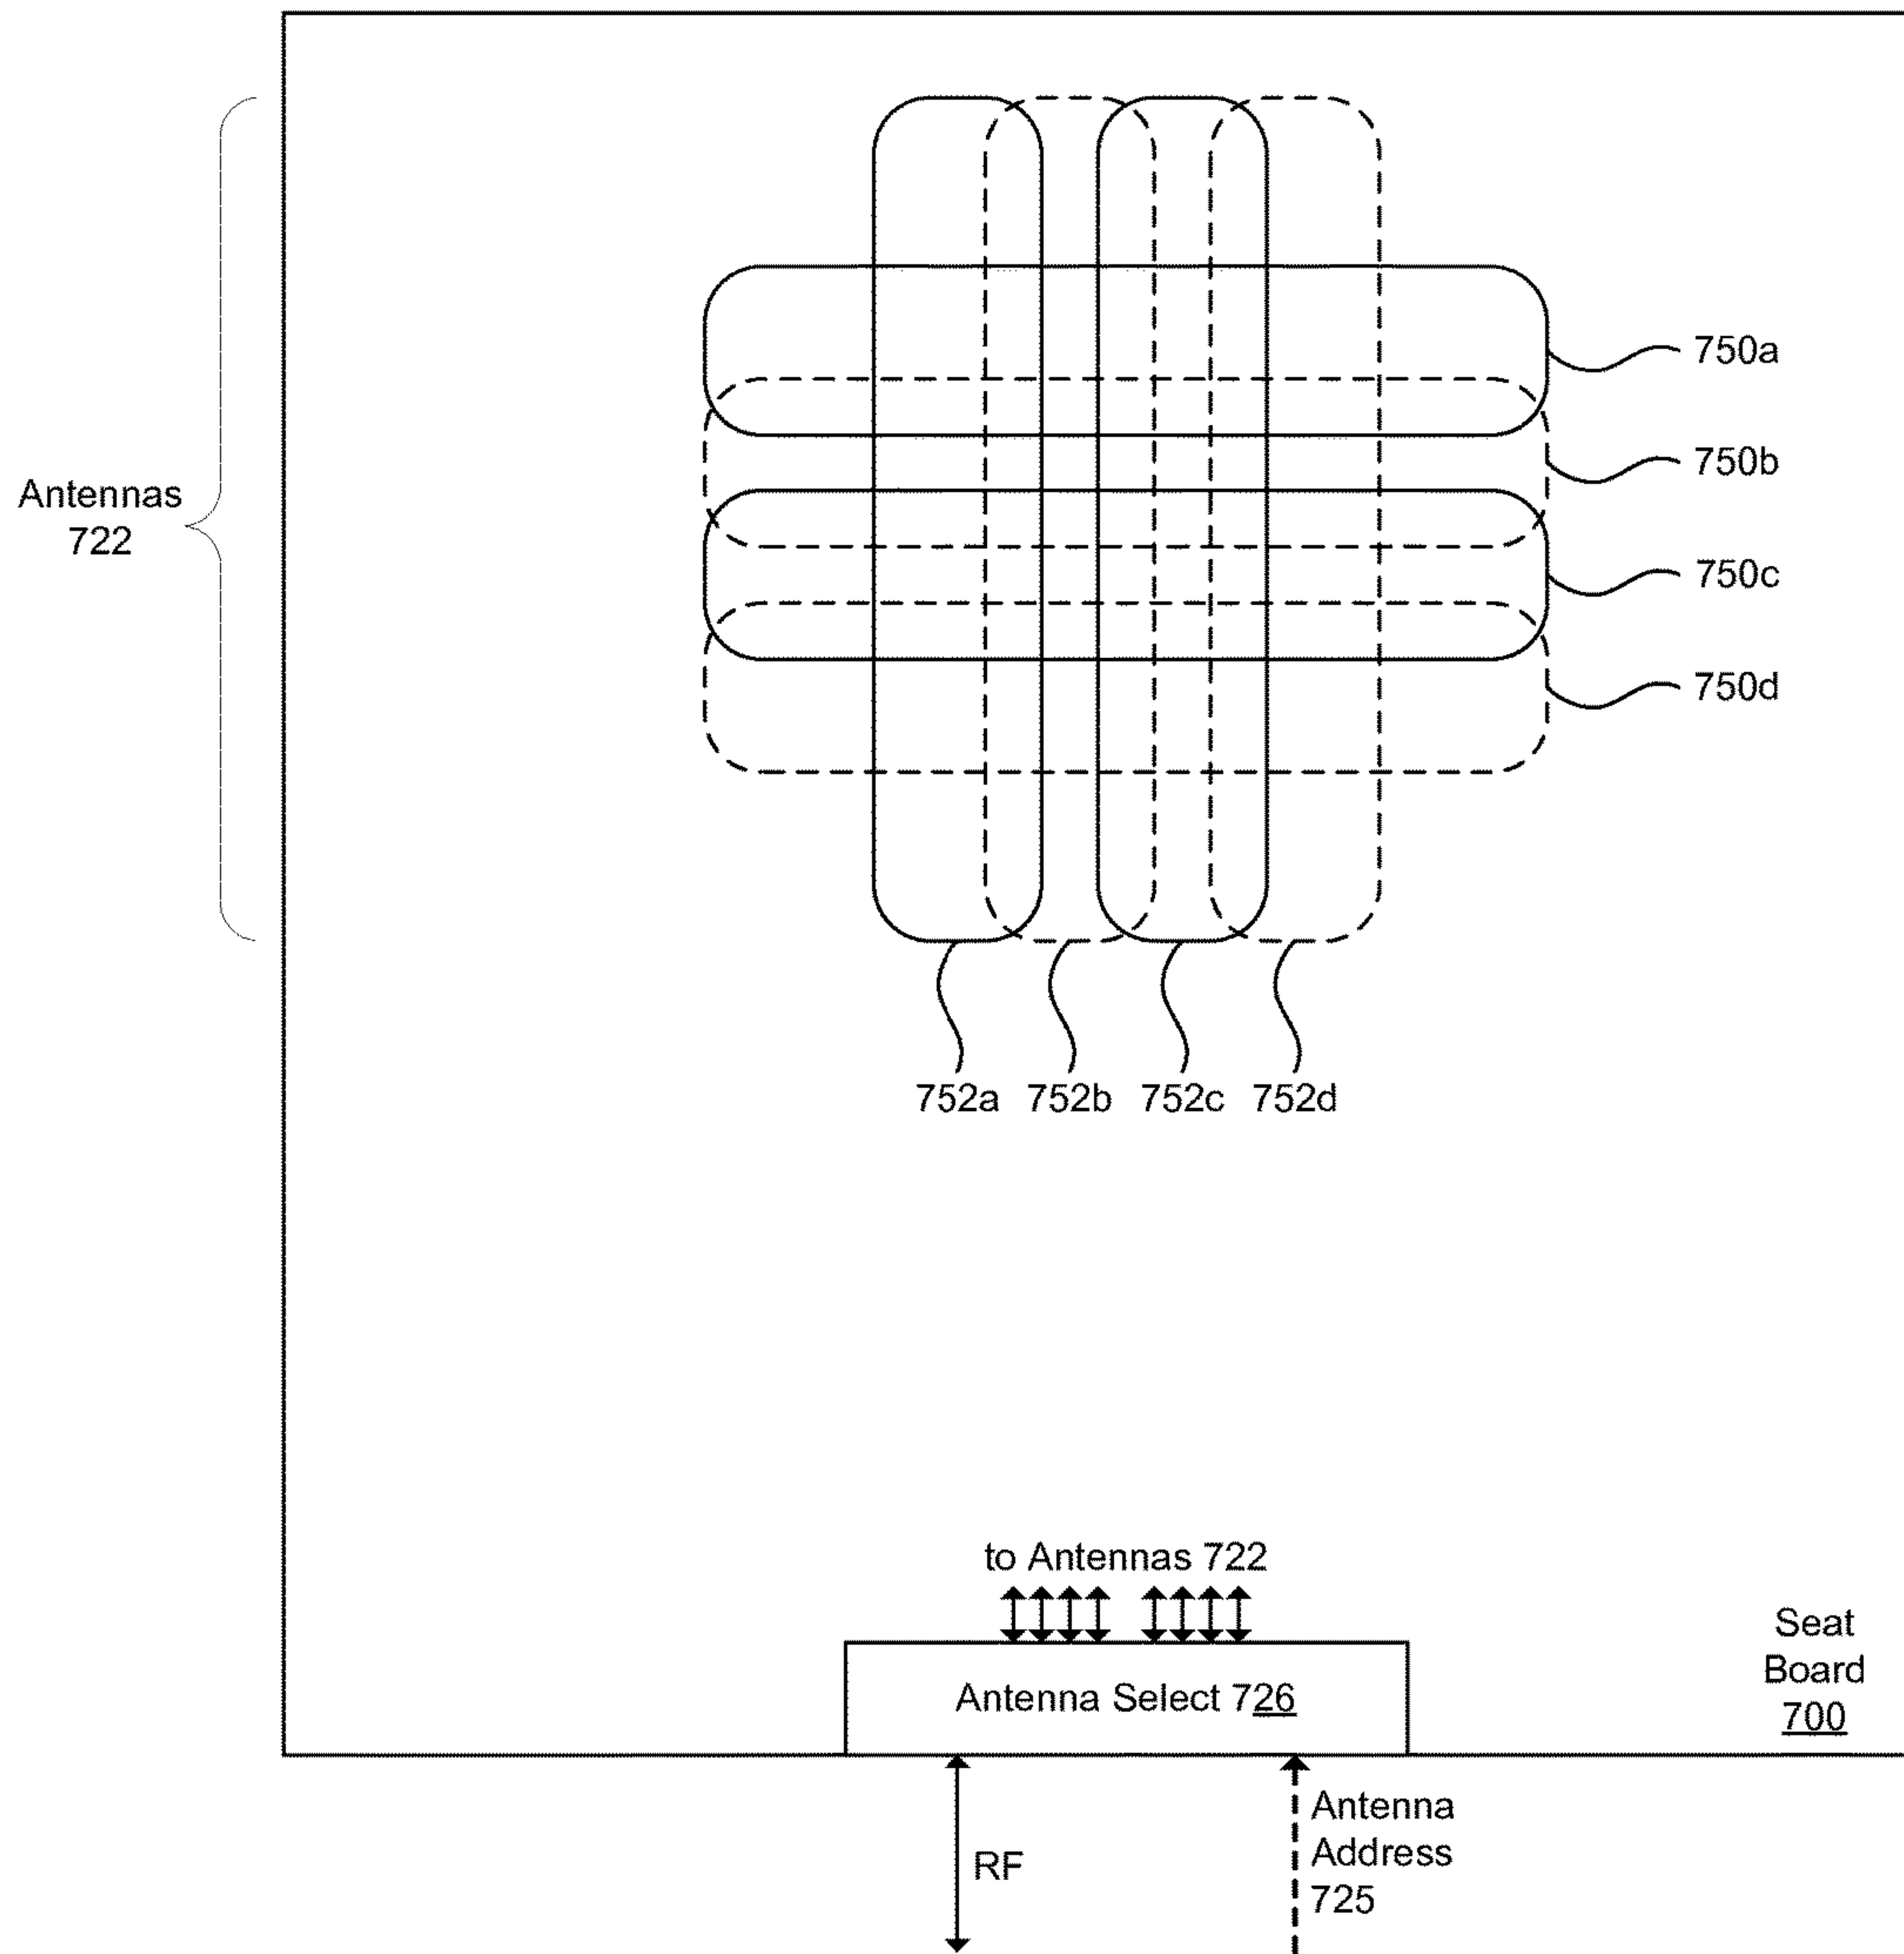 750a
750b
Antennas
722
750c
750d
752a 752b 752c 752d
to Antennas 722
Antenna Select 726
Seat
Board
700
RF
Antenna
Address
725